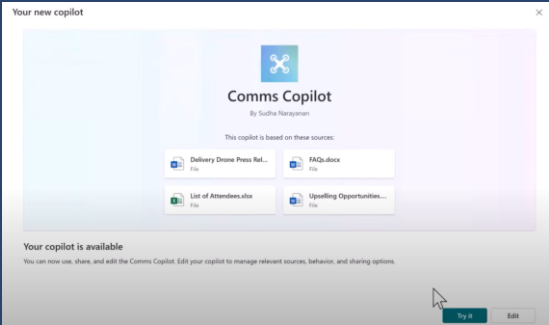 Your new copilot
Comms Copilot
By Sudha Narayanan
This copilot is based on these sources:
Delivery Drone Press Rel...
File
FAQs.docx
File
List of Attendees.xlsx
File
Upselling Opportunities....
File
Your copilot is available
You can now use, share, and edit the Comms Copilot. Edit your copilot to manage relevant sources, behavior, and sharing options.
Try it
Edit